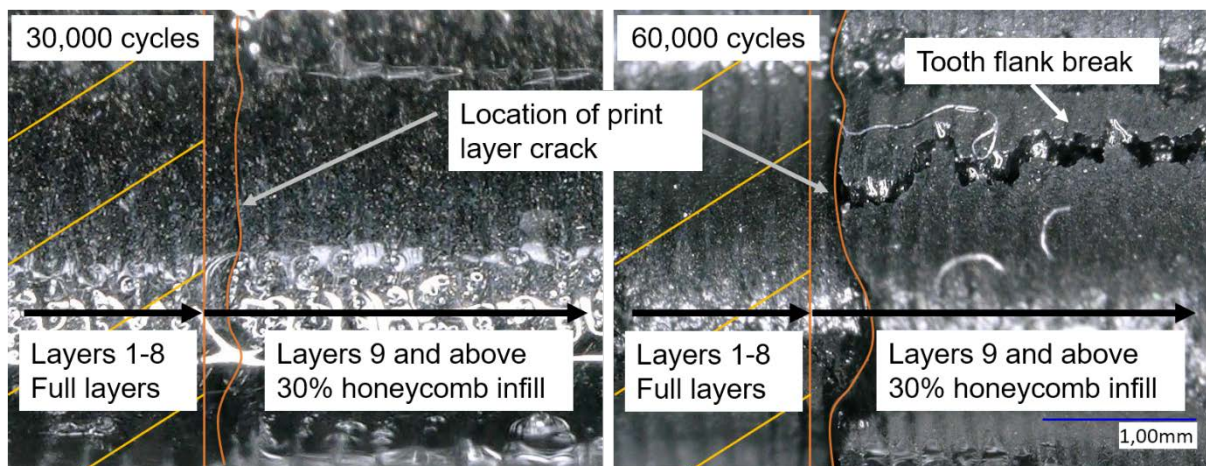 30,000 cycles
Location of print
layer crack
Layers 1-8
Full layers
Layers 9 and above
30% honeycomb infill
60,000 cycles
Tooth flank break
Layers 1-8
Full layers
Layers 9 and above
30% honeycomb infill
1,00mm